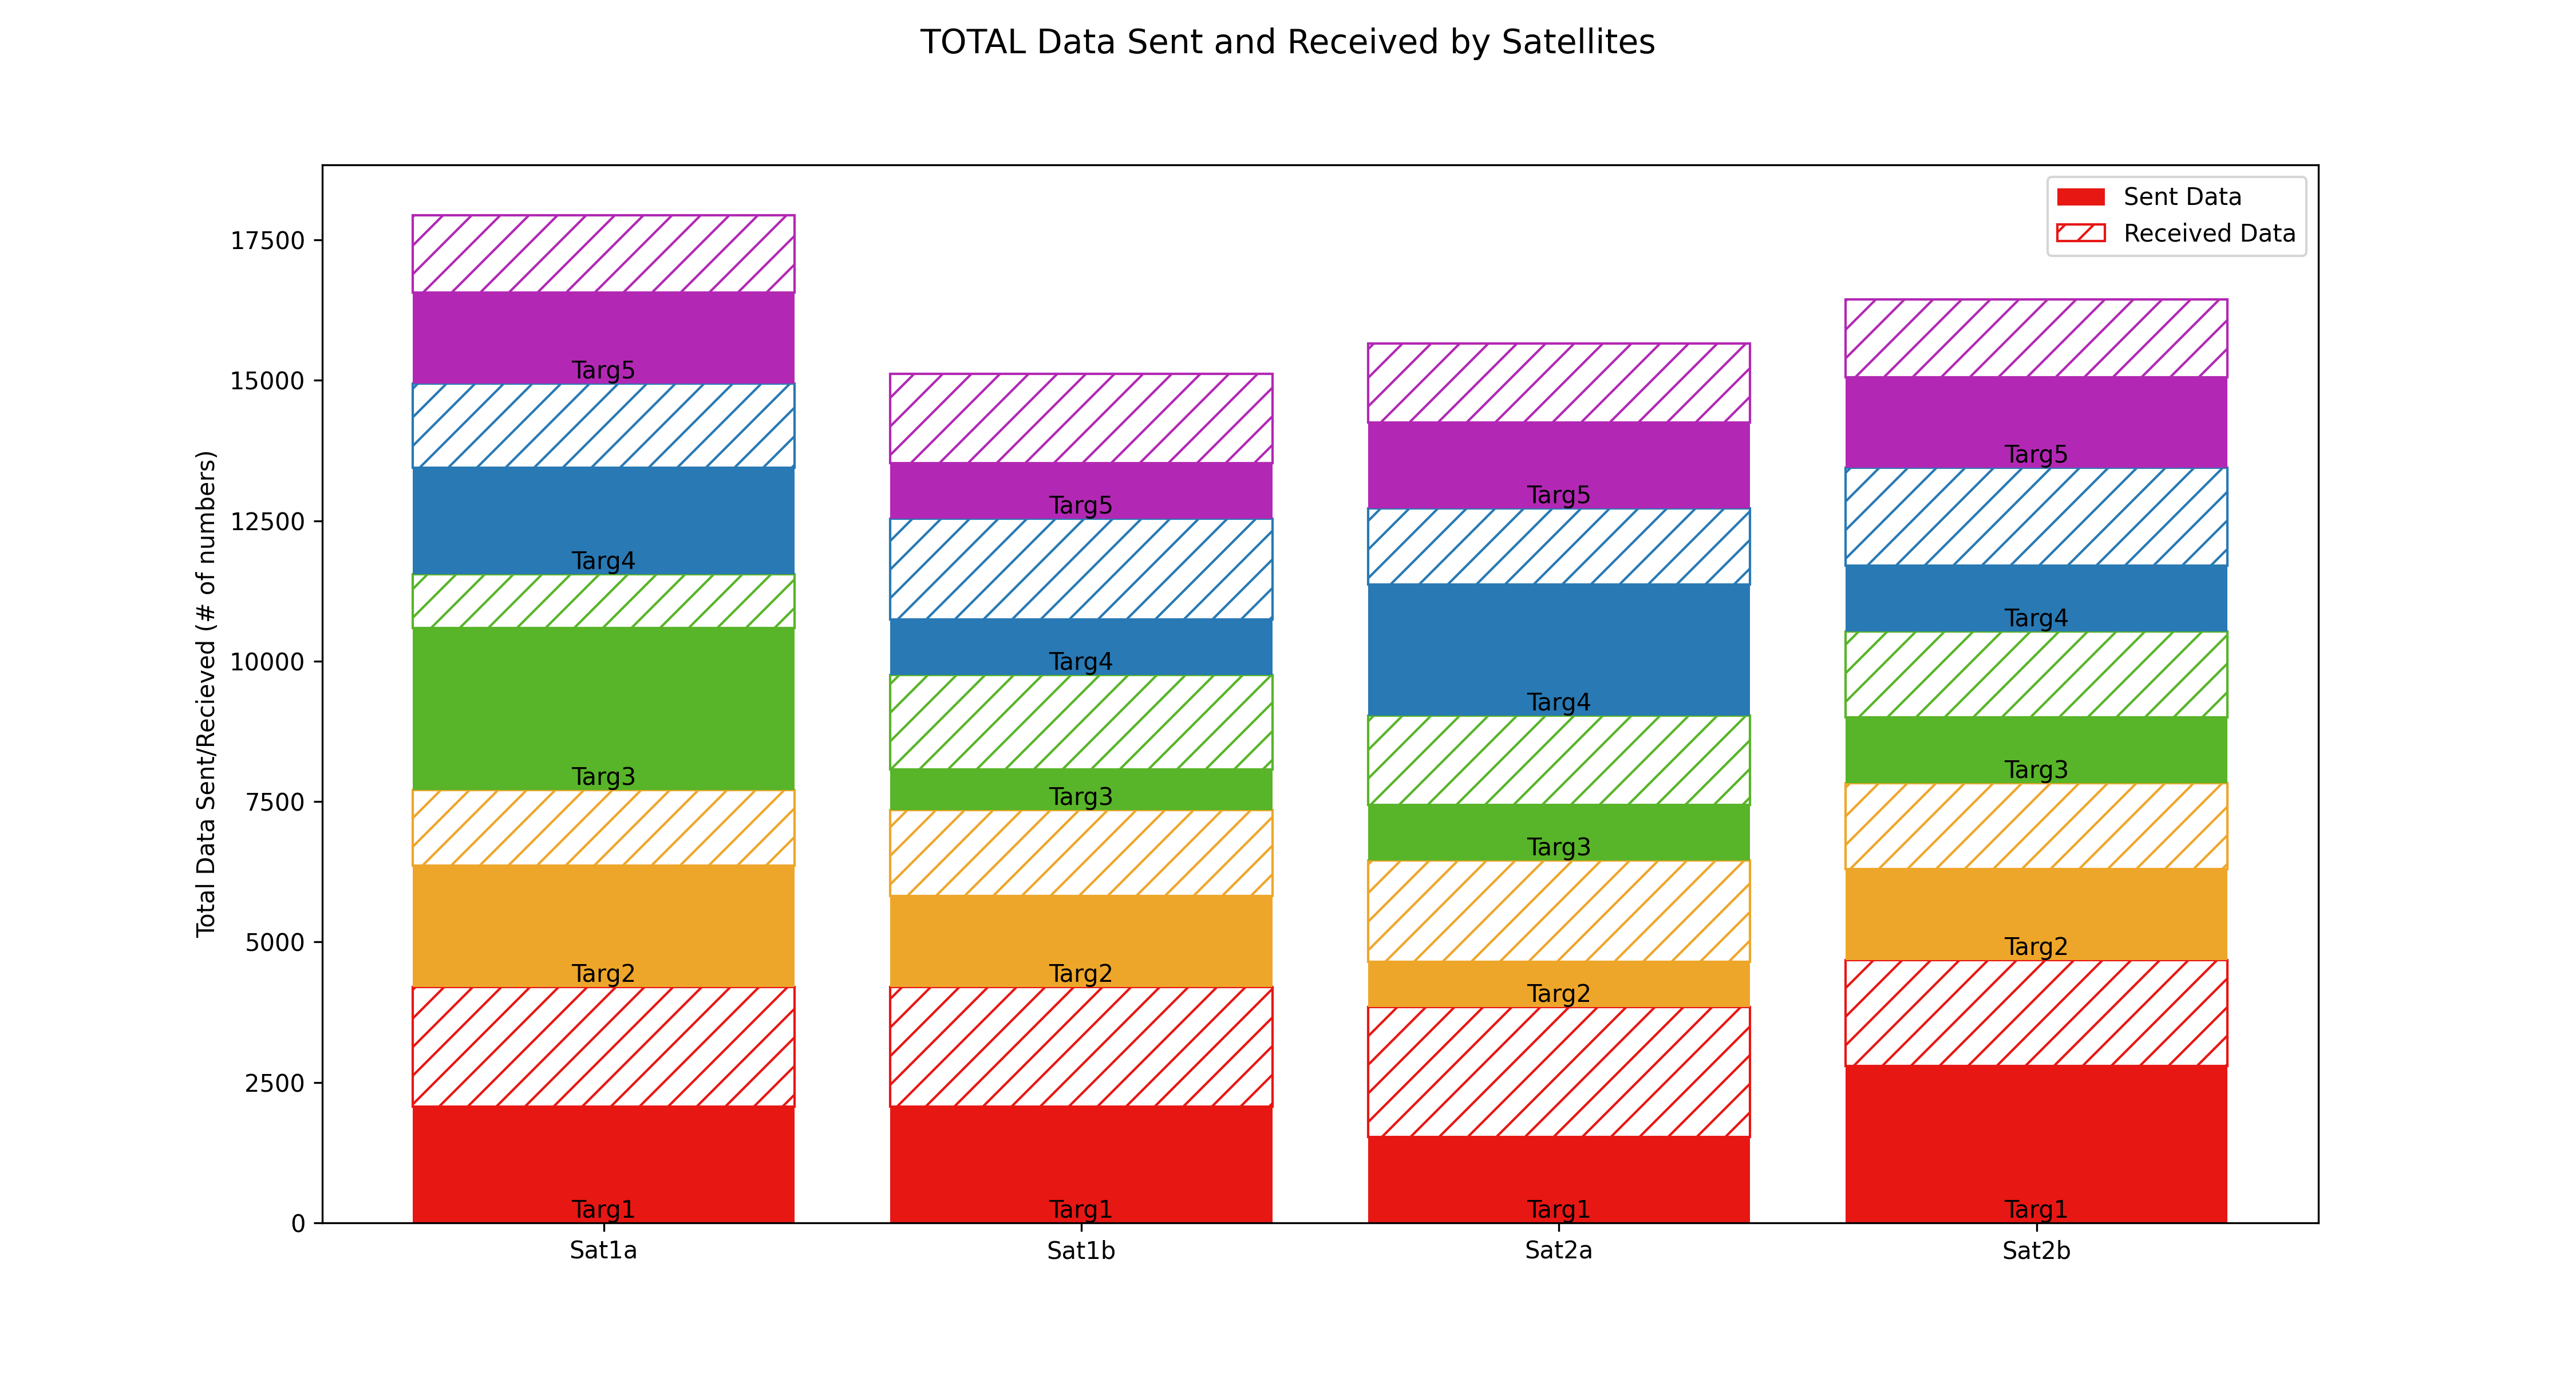 TOTAL Data Sent and Received by Satellites
Sent Data
Received Data
Total Data Sent/Recieved (# of numbers)
17500
15000
12500
10000
7500
5000
2500
0
Targ5
Targ4
Targ3
Targ2
Targ1
Targ5
Targ4
Targ3
Targ2
Targ1
Targ5
Targ4
Targ3
Targ2
Targ1
Targ5
Targ4
Targ3
Targ2
Targ1
Sat1a
Sat1b
Sat2a
Sat2b